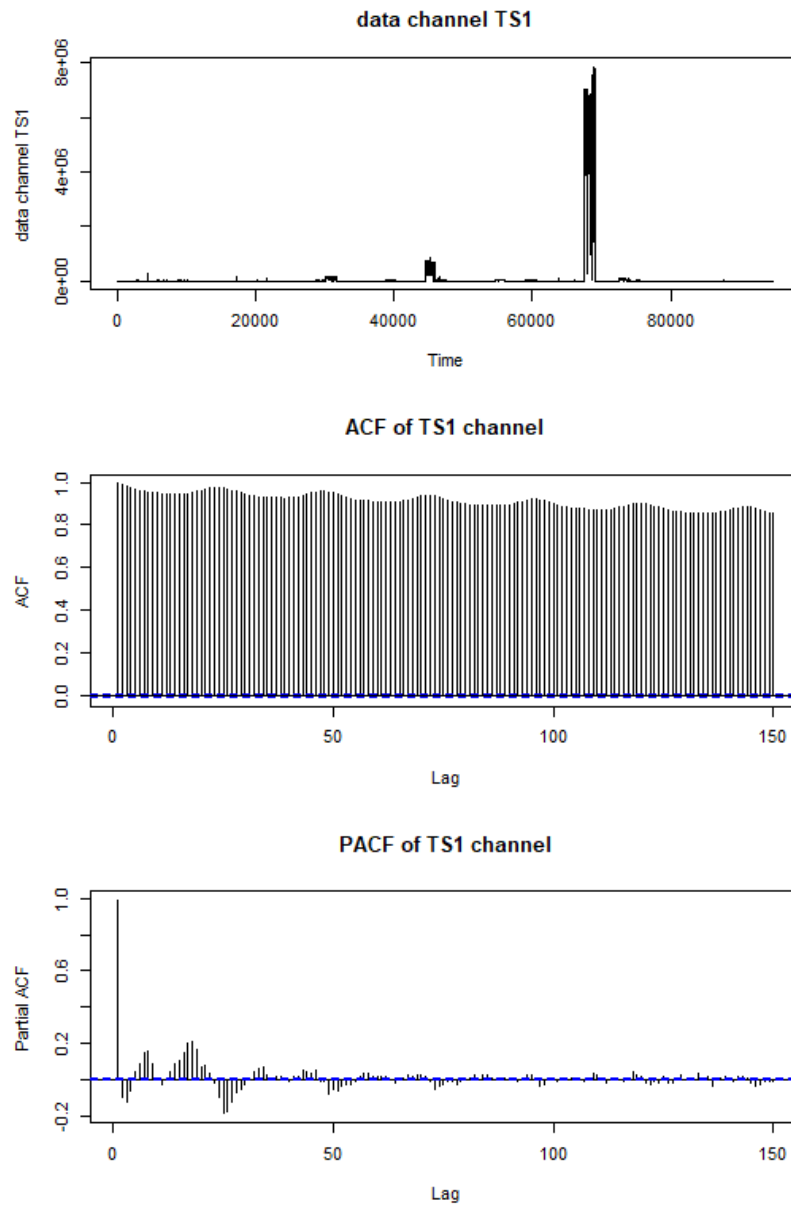 data channel TS1
data channel TS1
8e+06
4e+06
0e+00
0 20000 40000 60000 80000
Time
ACF of TS1 channel
ACF
1.0
0.8
0.6
0.4
0.2
0.0
0 50 100 150
Lag
PACF of TS1 channel
Partial ACF
1.0
0.6
0.2
-0.2
0 50 100 150
Lag